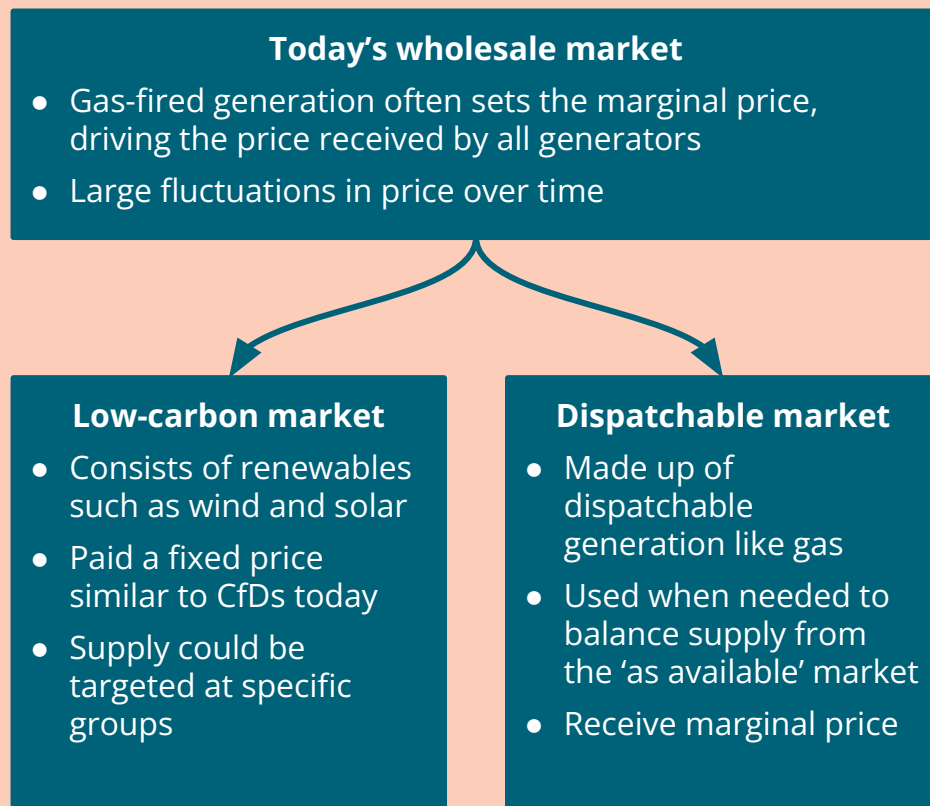 Today’s wholesale market
● Gas-fired generation often sets the marginal price,
driving the price received by all generators
● Large fluctuations in price over time
Low-carbon market
● Consists of renewables
such as wind and solar
● Paid a fixed price
similar to CfDs today
● Supply could be
targeted at specific
groups
Dispatchable market
● Made up of
dispatchable
generation like gas
● Used when needed to
balance supply from
the ‘as available’ market
● Receive marginal price